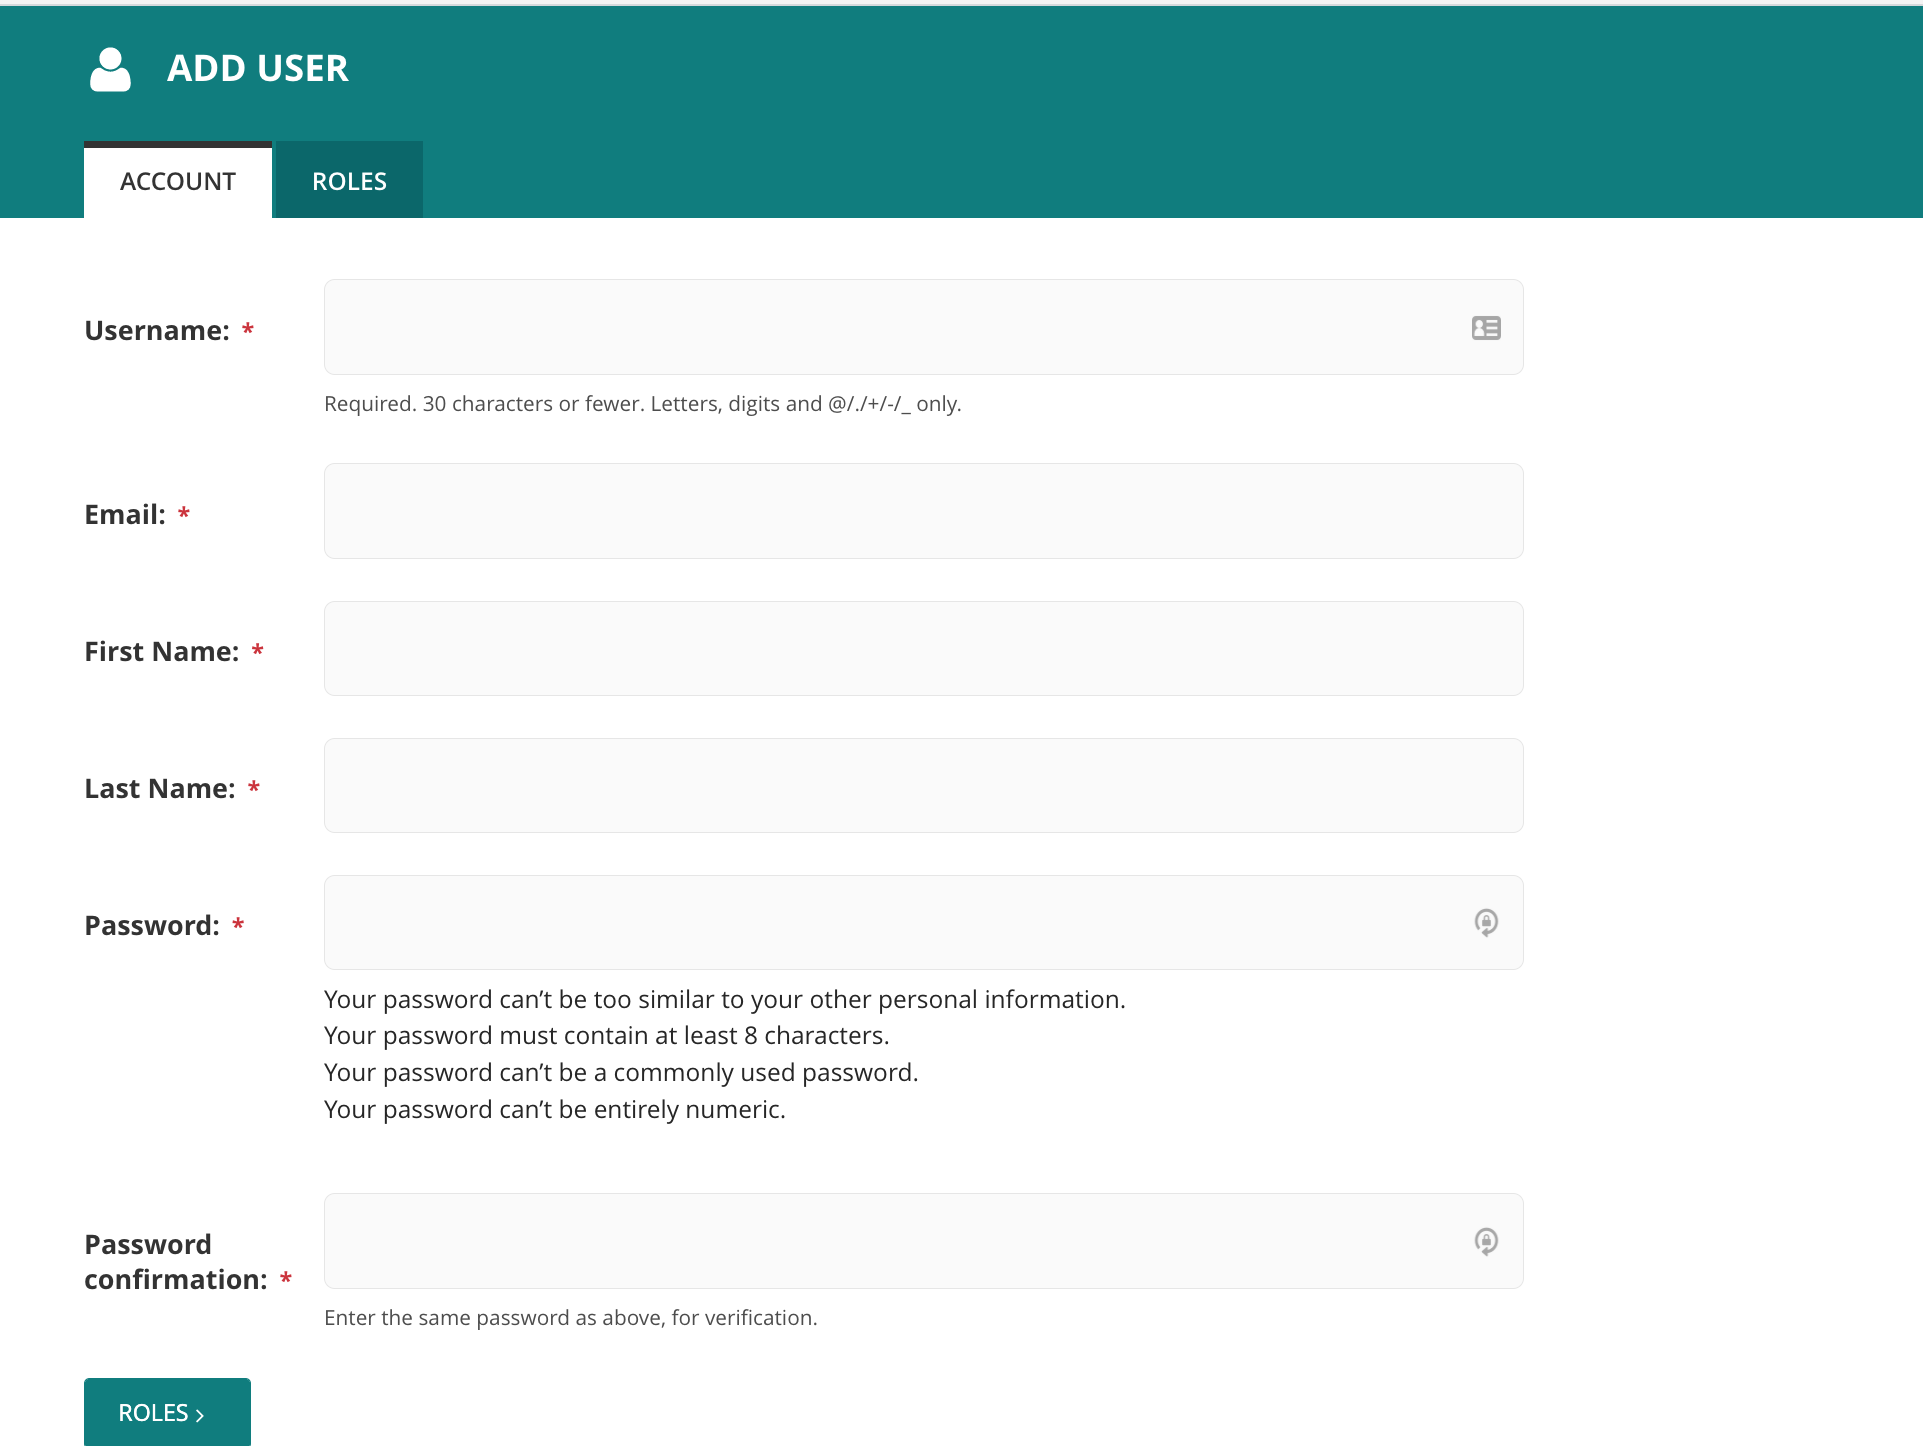 ADD USER
ACCOUNT
ROLES
Username: *
Required. 30 characters or fewer. Letters, digits and @/./+/-/_ only.
Email: *
First Name: *
Last Name: *
Password: *
Your password can’t be too similar to your other personal information.
Your password must contain at least 8 characters.
Your password can’t be a commonly used password.
Your password can’t be entirely numeric.
Password
confirmation: *
Enter the same password as above, for verification.
ROLES ›